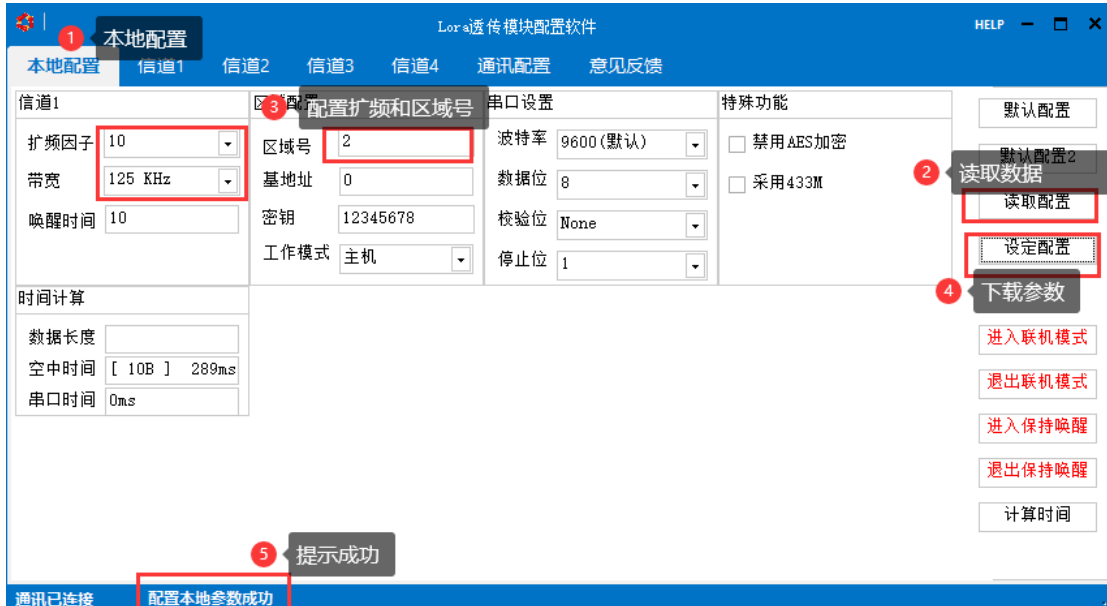 Lora透传模块配置软件
HELP
1 本地配置
本地配置 信道1 信道2 信道3 信道4 通讯配置 意见反馈
信道1
扩频因子 10
带宽 125 KHz
唤醒时间 10
时间计算
数据长度
空中时间 [ 10B ] 289ms
串口时间 0ms
3 配置扩频和区域号
区域号 2
基地址 0
密钥 12345678
工作模式 主机
串口设置
波特率 9600(默认)
数据位 8
校验位 None
停止位 1
特殊功能
禁用AES加密
采用433M
默认配置
默认配置2
2 读取数据
读取配置
设定配置
4 下载参数
进入联机模式
退出联机模式
进入保持唤醒
退出保持唤醒
计算时间
5 提示成功
通讯已连接 配置本地参数成功